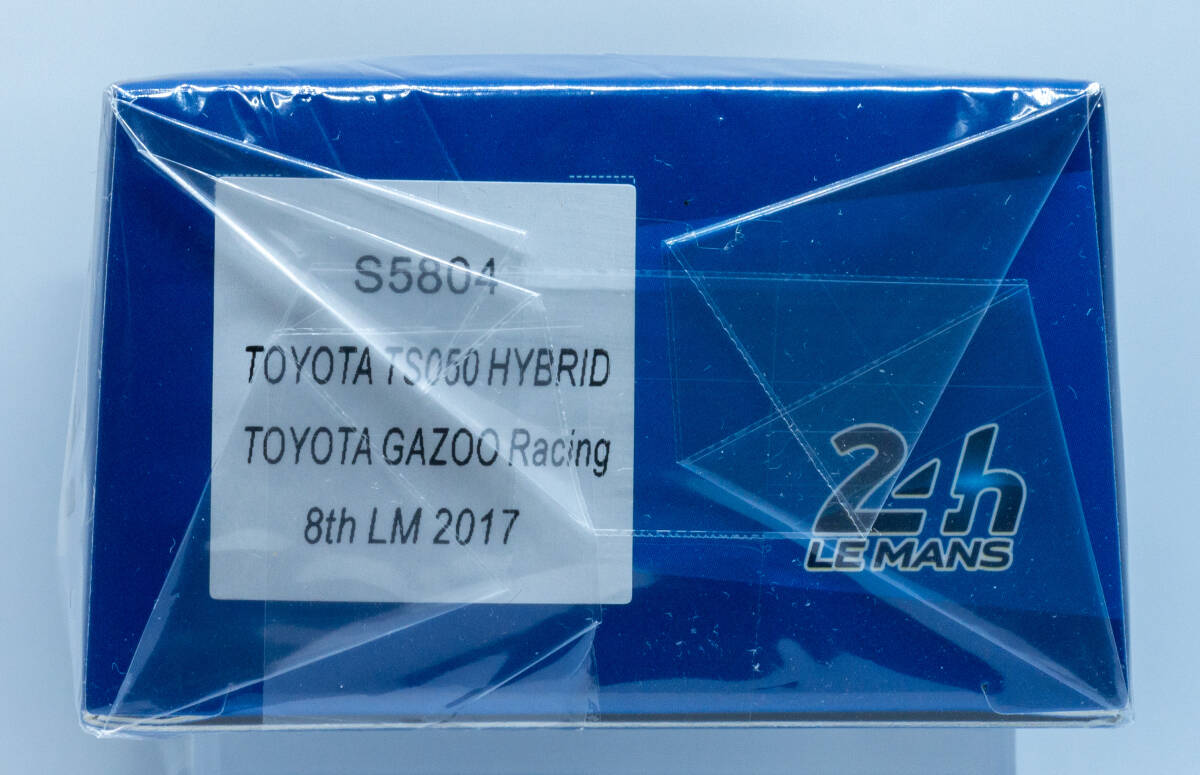 S5804
TOYOTA TS050 HYBRID
TOYOTA GAZOO Racing
8th LM 2017
24h
LE MANS